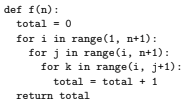 def f(n):
  total = 0
  for i in range(1, n+1):
    for j in range(i, n+1):
      for k in range(i, j+1):
        total = total + 1
  return total